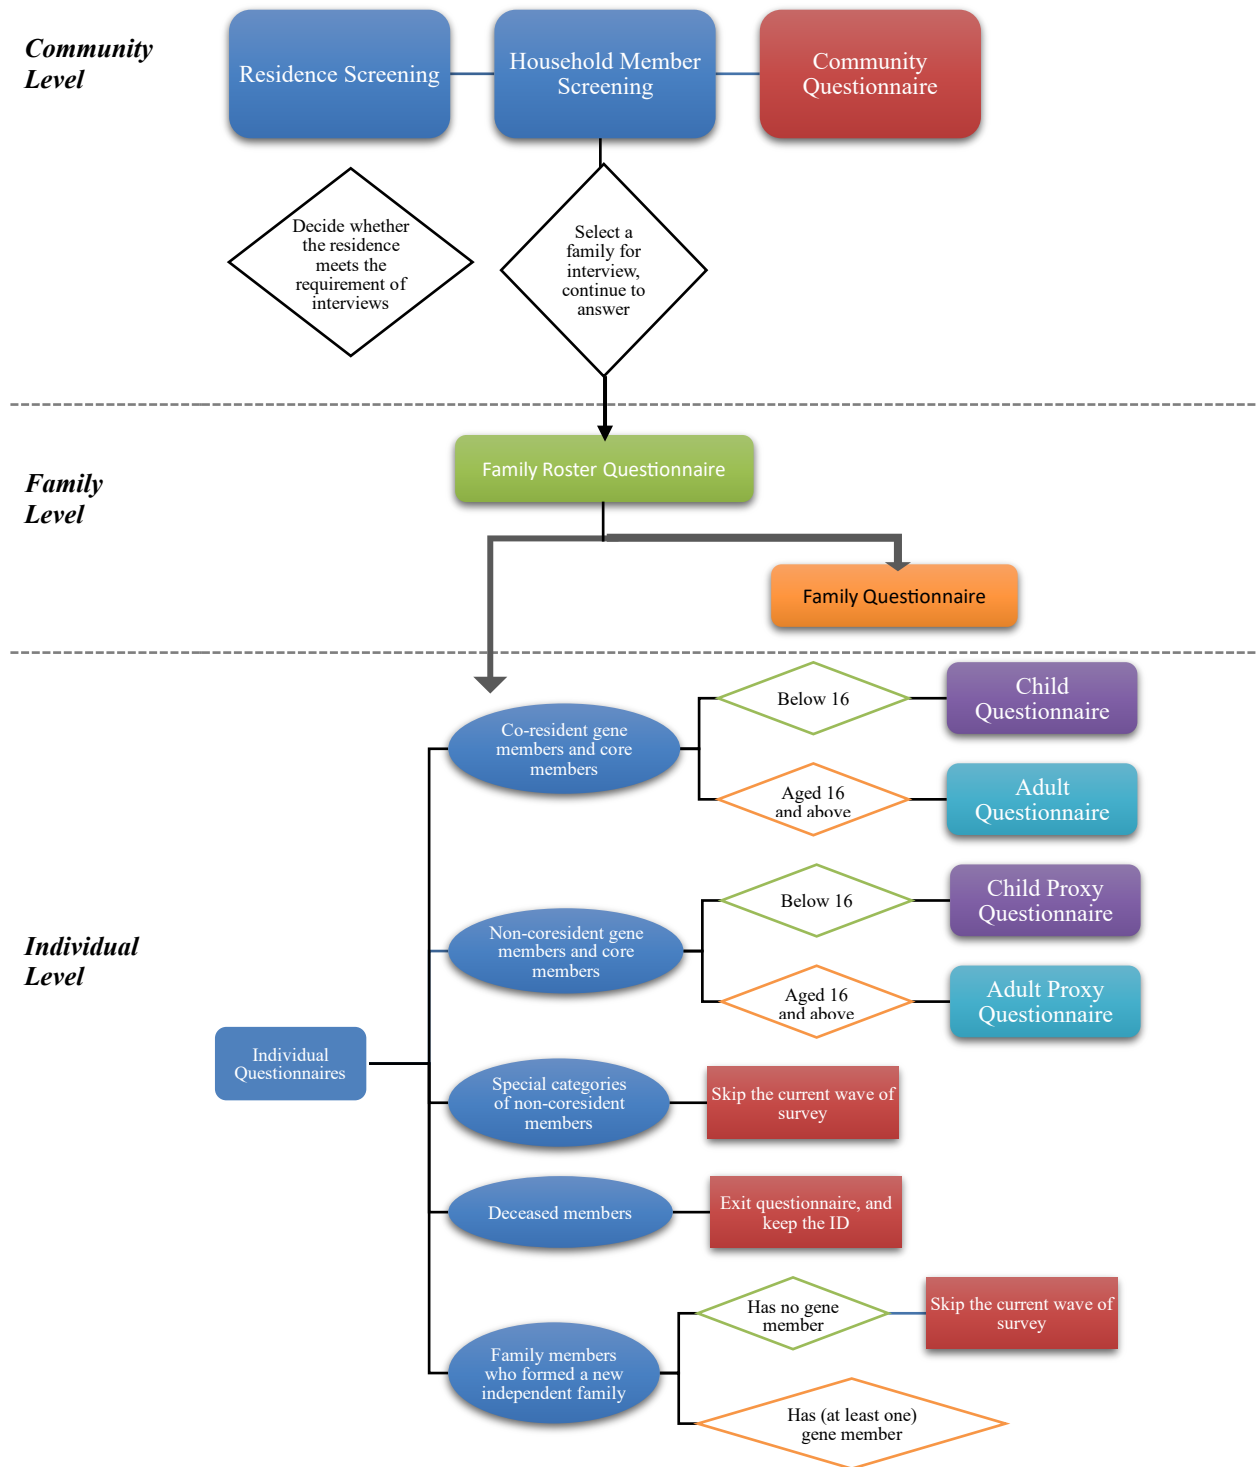 Community
Level
Residence Screening
Household Member
Screening
Community
Questionnaire
Decide whether
the residence
meets the
requirement of
interviews
Select a
family for
interview,
continue to
answer
Family
Level
Family Roster Questionnaire
Family Questionnaire
Individual
Level
Individual
Questionnaires
Co-resident gene
members and core
members
Below 16
Child
Questionnaire
Aged 16
and above
Adult
Questionnaire
Non-coresident gene
members and core
members
Below 16
Child Proxy
Questionnaire
Aged 16
and above
Adult Proxy
Questionnaire
Special categories
of non-coresident
members
Skip the current wave of
survey
Deceased members
Exit questionnaire, and
keep the ID
Family members
who formed a new
independent family
Has no gene
member
Skip the current wave of
survey
Has (at least one)
gene member